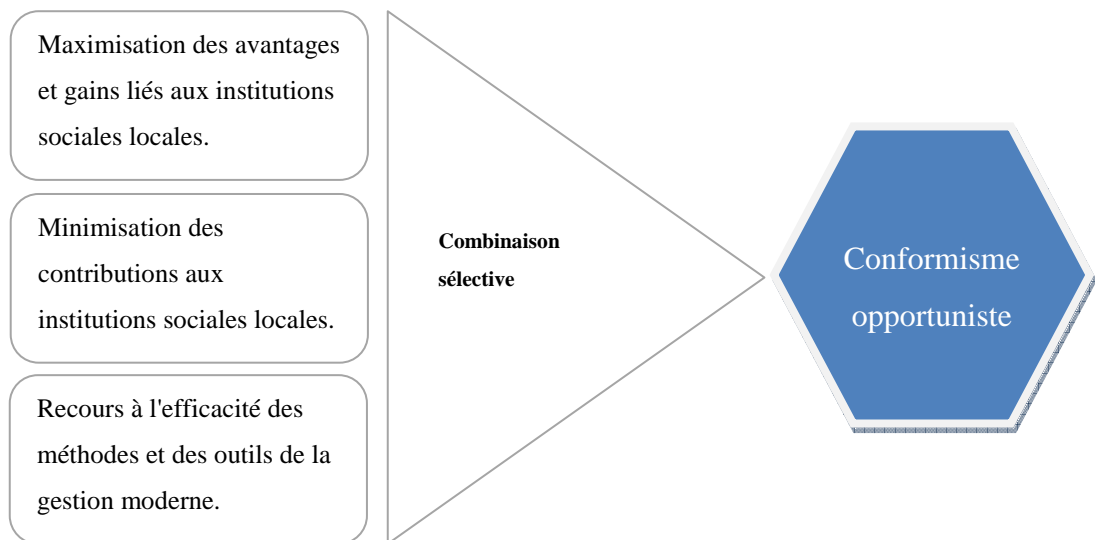 Maximisation des avantages
et gains liés aux institutions
sociales locales.
Minimisation des
contributions aux
institutions sociales locales.
Recours à l'efficacité des
méthodes et des outils de la
gestion moderne.
Combinaison
sélective
Conformisme
opportuniste